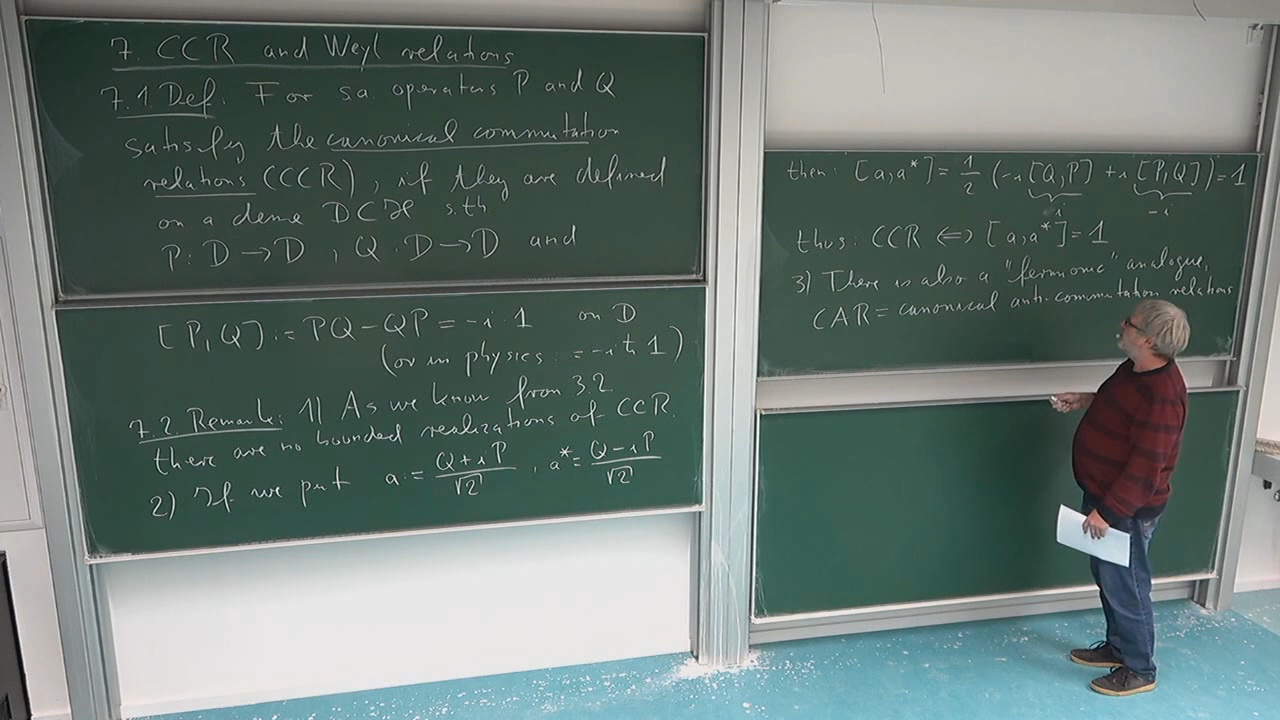 7. CCR and Weyl relations
7.1 Def. For s.a. operators P and Q
satisfy the canonical commutation
relations (CCR), if they are defined
on a dense D⊂ℋ s.th.
P: D→D, Q: D→D and
[P,Q] := PQ-QP = -i·1 on D
(or in physics: = -iħ1)
7.2. Remark: 1) As we know from 3.2.
there are no bounded realizations of CCR.
2) If we put a := (Q+iP)/√2, a* = (Q-iP)/√2
then: [a,a*] = 1/2 (-i[Q,P] + i[P,Q]) = 1
i -i
thus: CCR ⟺ [a,a*] = 1
3) There is also a "fermionic" analogue,
CAR = canonical anti-commutation relations